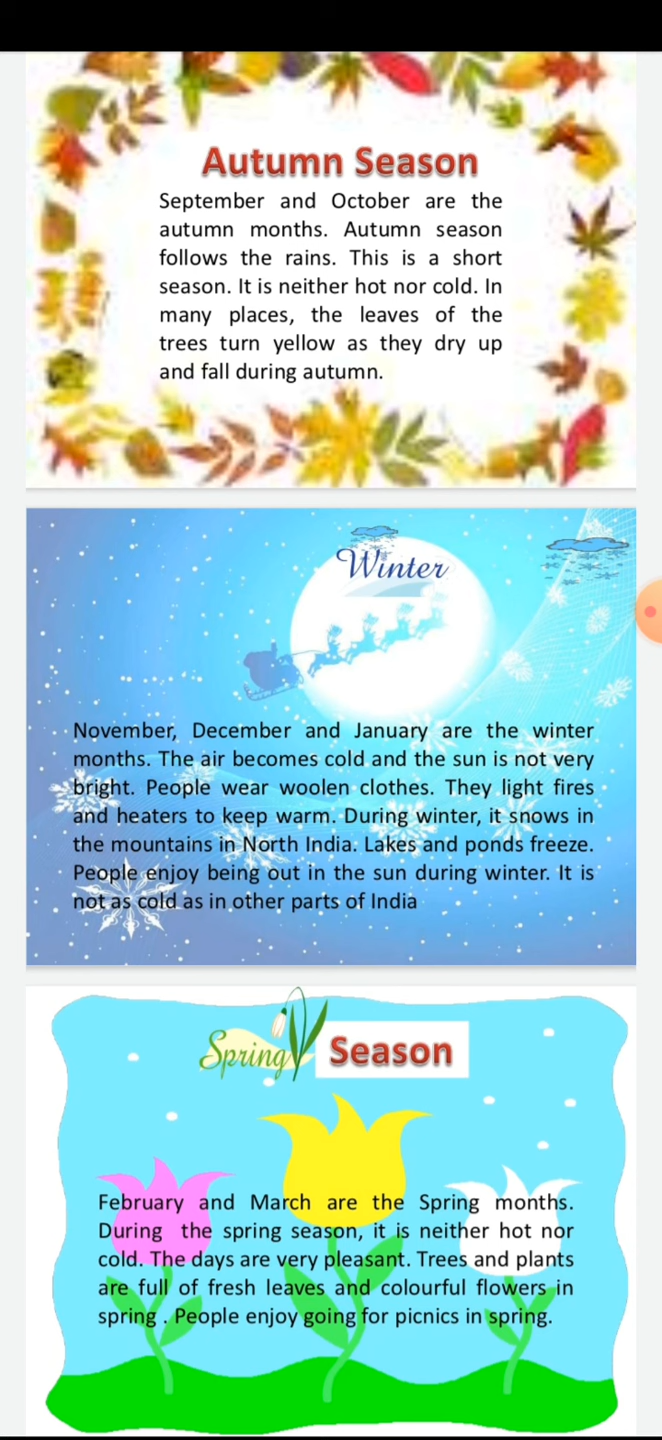 Autumn Season
September and October are the
autumn months. Autumn season
follows the rains. This is a short
season. It is neither hot nor cold. In
many places, the leaves of the
trees turn yellow as they dry up
and fall during autumn.
Winter
November, December and January are the winter
months. The air becomes cold and the sun is not very
bright. People wear woolen clothes. They light fires
and heaters to keep warm. During winter, it snows in
the mountains in North India. Lakes and ponds freeze.
People enjoy being out in the sun during winter. It is
not as cold as in other parts of India
Spring Season
February and March are the Spring months.
During the spring season, it is neither hot nor
cold. The days are very pleasant. Trees and plants
are full of fresh leaves and colourful flowers in
spring . People enjoy going for picnics in spring.